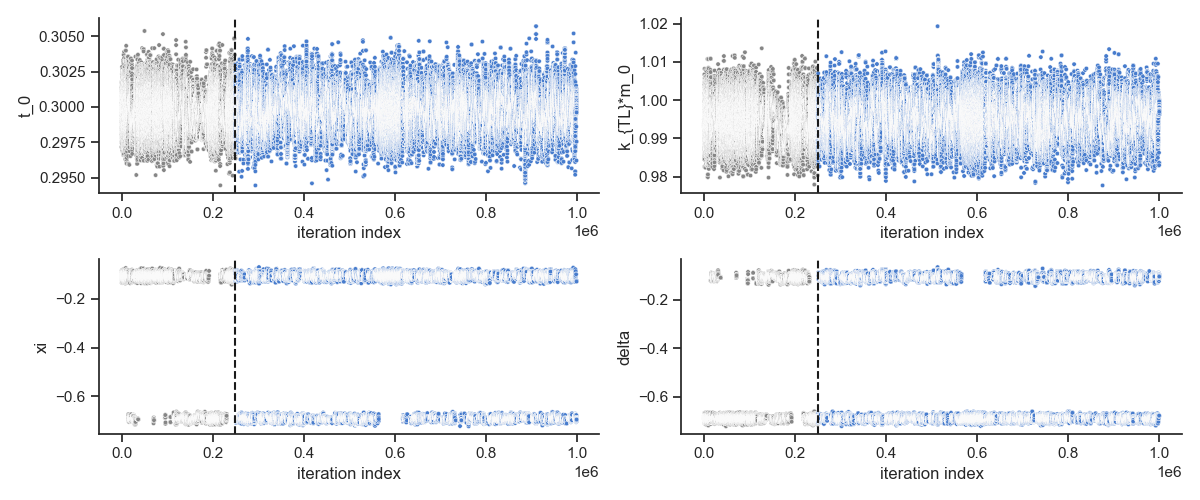 t_0
0.3050
0.3025
0.3000
0.2975
0.2950
0.0 0.2 0.4 0.6 0.8 1.0
1e6
iteration index
k_{TL}*m_0
1.02
1.01
1.00
0.99
0.98
0.0 0.2 0.4 0.6 0.8 1.0
1e6
iteration index
xi
−0.2
−0.4
−0.6
0.0 0.2 0.4 0.6 0.8 1.0
1e6
iteration index
delta
−0.2
−0.4
−0.6
0.0 0.2 0.4 0.6 0.8 1.0
1e6
iteration index